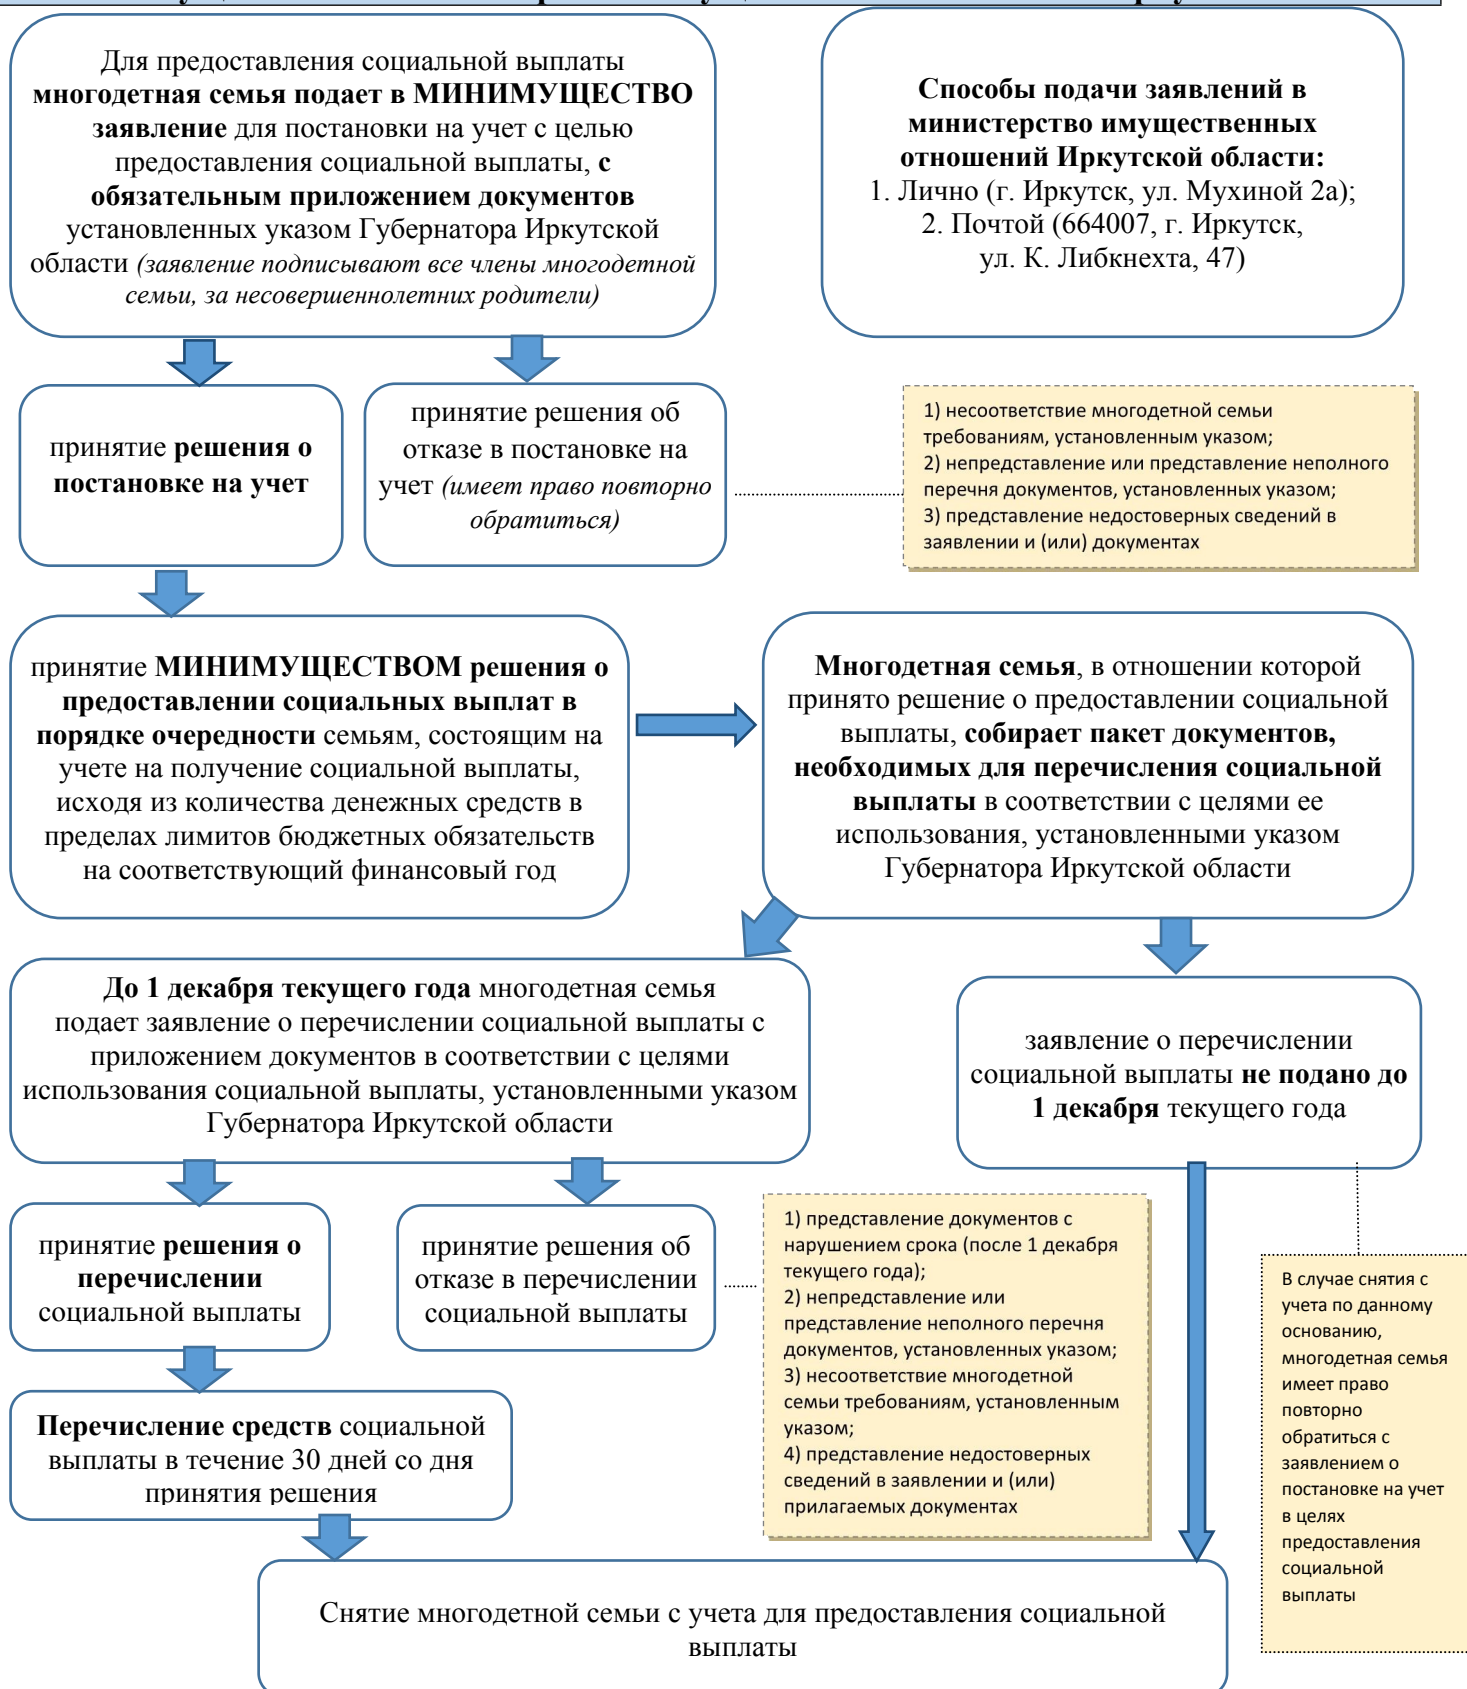 Для предоставления социальной выплаты
многодетная семья подает в МИНИМУЩЕСТВО
заявление для постановки на учет с целью
предоставления социальной выплаты, с
обязательным приложением документов
установленных указом Губернатора Иркутской
области (заявление подписывают все члены многодетной
семьи, за несовершеннолетних родители)
Способы подачи заявлений в
министерство имущественных
отношений Иркутской области:
1. Лично (г. Иркутск, ул. Мухиной 2а);
2. Почтой (664007, г. Иркутск,
ул. К. Либкнехта, 47)
принятие решения о
постановке на учет
принятие решения об
отказе в постановке на
учет (имеет право повторно
обратиться)
1) несоответствие многодетной семьи
требованиям, установленным указом;
2) непредставление или представление неполного
перечня документов, установленных указом;
3) представление недостоверных сведений в
заявлении и (или) документах
принятие МИНИМУЩЕСТВОМ решения о
предоставлении социальных выплат в
порядке очередности семьям, состоящим на
учете на получение социальной выплаты,
исходя из количества денежных средств в
пределах лимитов бюджетных обязательств
на соответствующий финансовый год
Многодетная семья, в отношении которой
принято решение о предоставлении социальной
выплаты, собирает пакет документов,
необходимых для перечисления социальной
выплаты в соответствии с целями ее
использования, установленными указом
Губернатора Иркутской области
До 1 декабря текущего года многодетная семья
подает заявление о перечислении социальной выплаты с
приложением документов в соответствии с целями
использования социальной выплаты, установленными указом
Губернатора Иркутской области
заявление о перечислении
социальной выплаты не подано до
1 декабря текущего года
принятие решения о
перечислении
социальной выплаты
принятие решения об
отказе в перечислении
социальной выплаты
1) представление документов с
нарушением срока (после 1 декабря
текущего года);
2) непредставление или
представление неполного перечня
документов, установленных указом;
3) несоответствие многодетной
семьи требованиям, установленным
указом;
4) представление недостоверных
сведений в заявлении и (или)
прилагаемых документах
В случае снятия с
учета по данному
основанию,
многодетная семья
имеет право
повторно
обратиться с
заявлением о
постановке на учет
в целях
предоставления
социальной
выплаты
Перечисление средств социальной
выплаты в течение 30 дней со дня
принятия решения
Снятие многодетной семьи с учета для предоставления социальной
выплаты